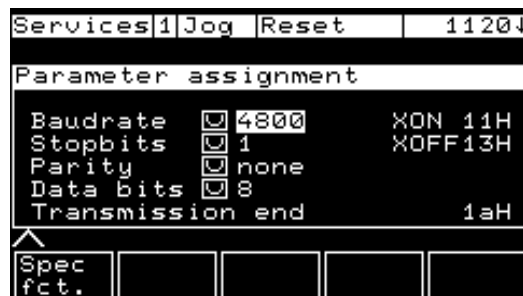 Services 1 Jog Reset 1120↓
Parameter assignment
Baudrate 4800 XON 11H
Stopbits 1 XOFF13H
Parity none
Data bits 8
Transmission end 1aH
Spec
fct.